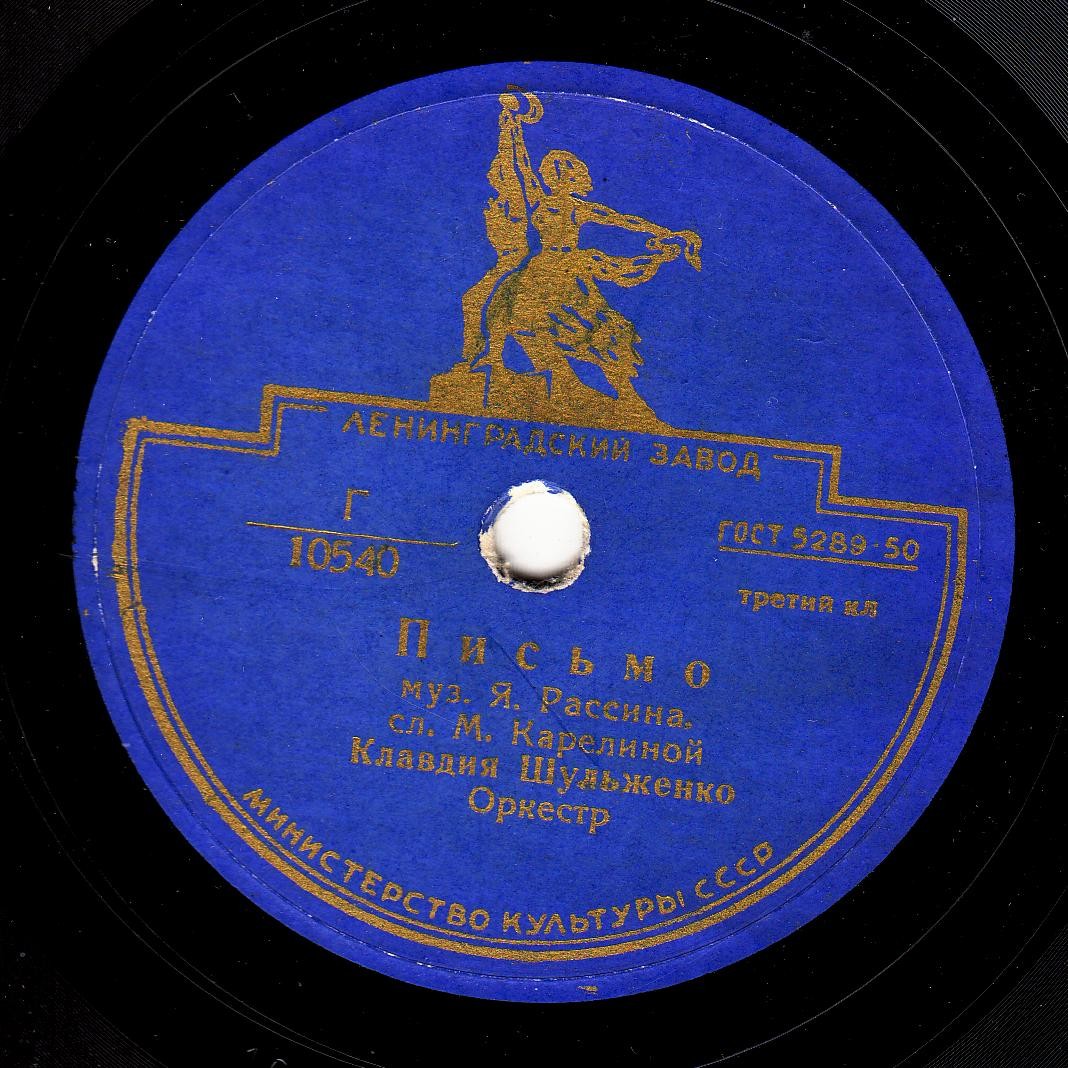 ЛЕНИНГРАДСКИЙ ЗАВОД
Г
10540
ГОСТ 5289-50
третий кл
Письмо
муз. Я. Рассина.
сл. М. Карелиной
Клавдия Шульженко
Оркестр
МИНИСТЕРСТВО КУЛЬТУРЫ СССР